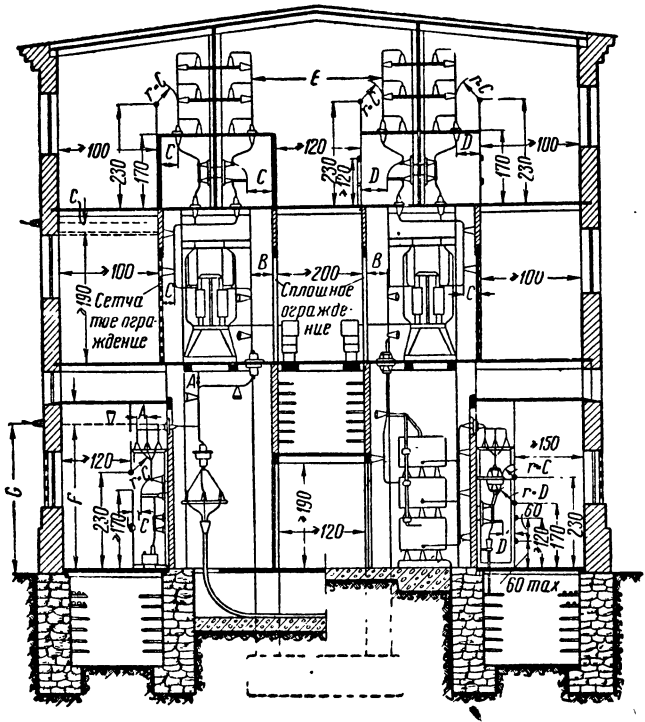 E
r=C
r=C
r=C
C
C
D
D
≥100
≥120
≥100
230
170
230
≥120
170
230
C
≥100
B
≥200
B
≥100
≥190
C
C
Сетча-
тое огра-
ждение
Сплошное
огражде-
ние
A
A
≥120
r=C
≥150
r=C
r=D
G
F
230
≥170
C
≥190
≥120
D
60
≥120
170
230
60 max